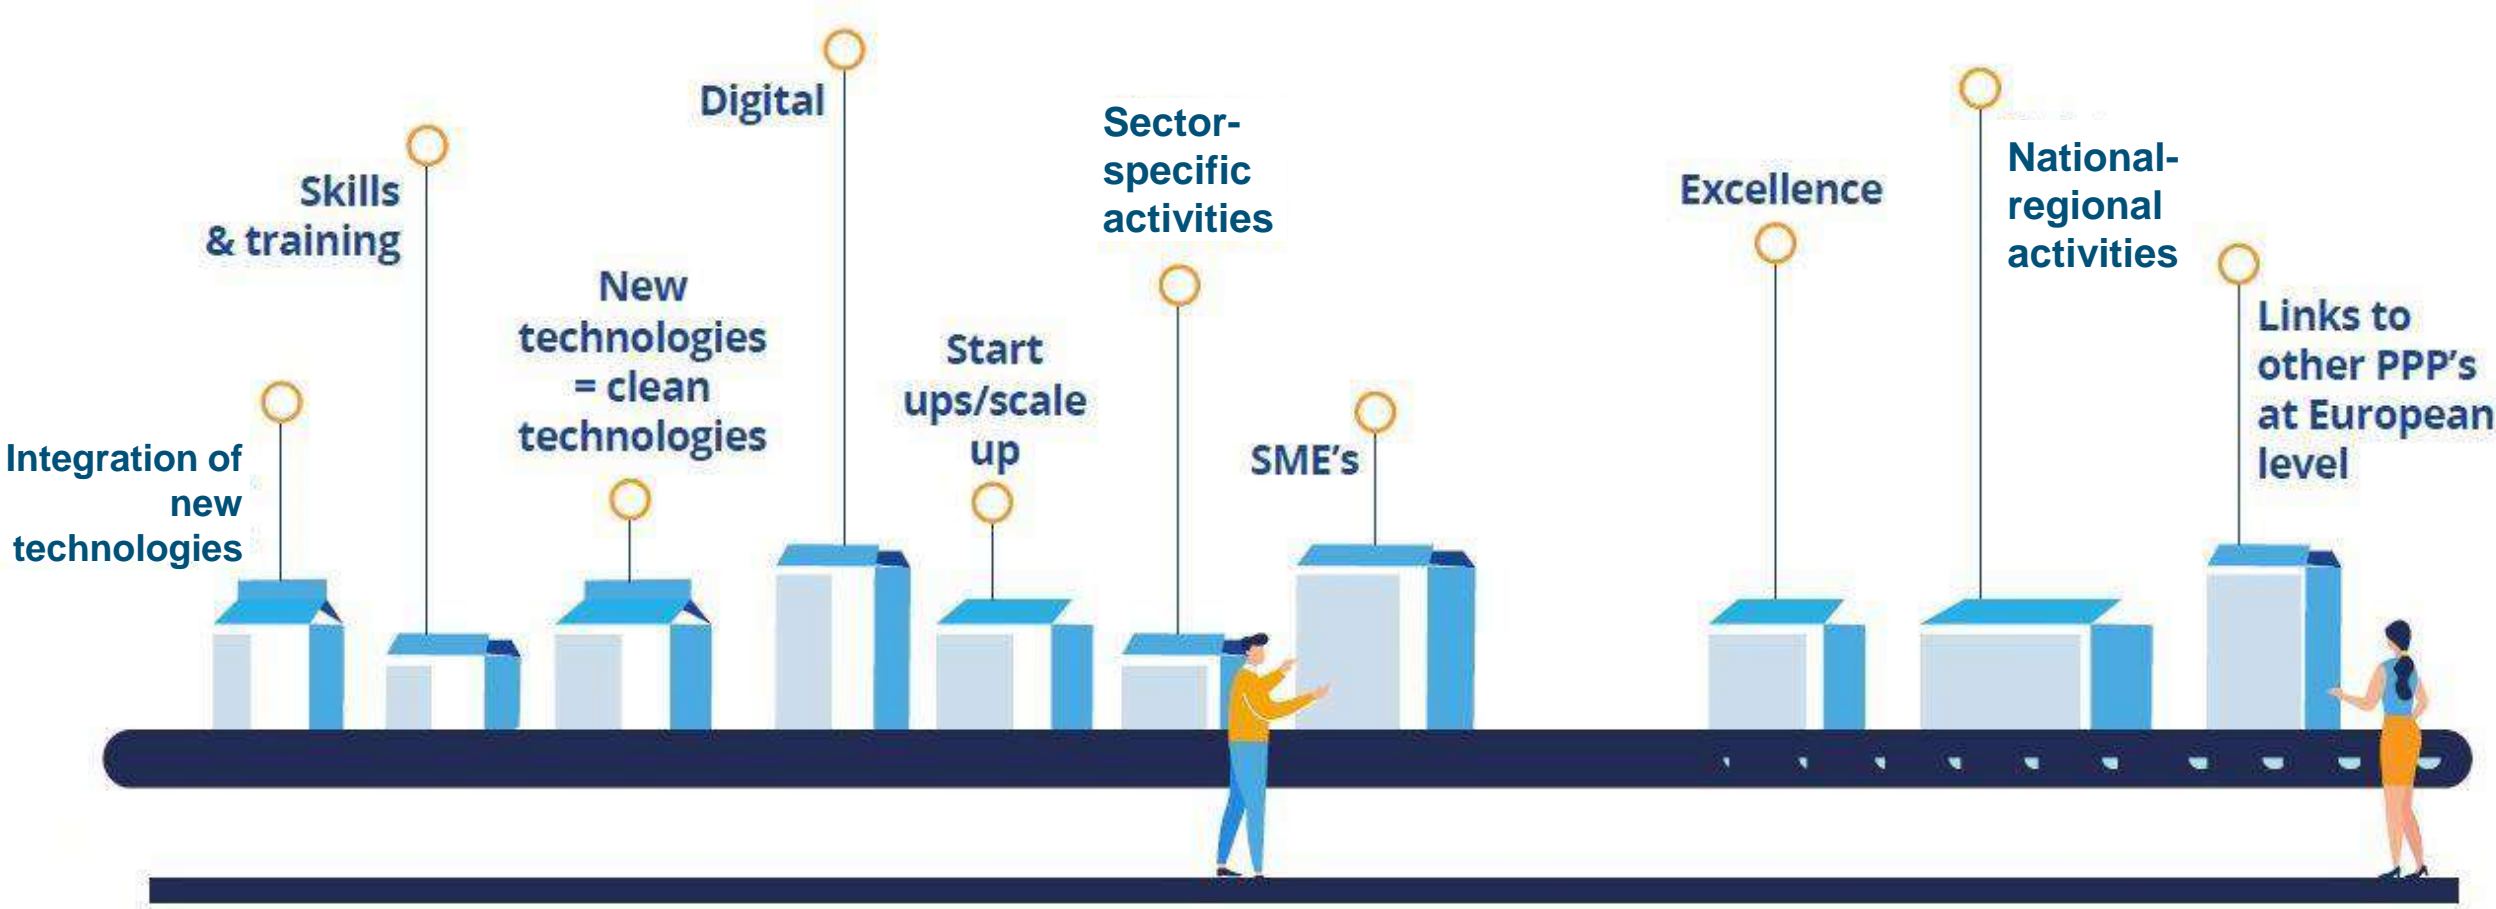 Integration of
new
technologies
Skills
& training
New
technologies
= clean
technologies
Digital
Start
ups/scale
up
Sector-
specific
activities
SME's
Excellence
National-
regional
activities
Links to
other PPP's
at European
level